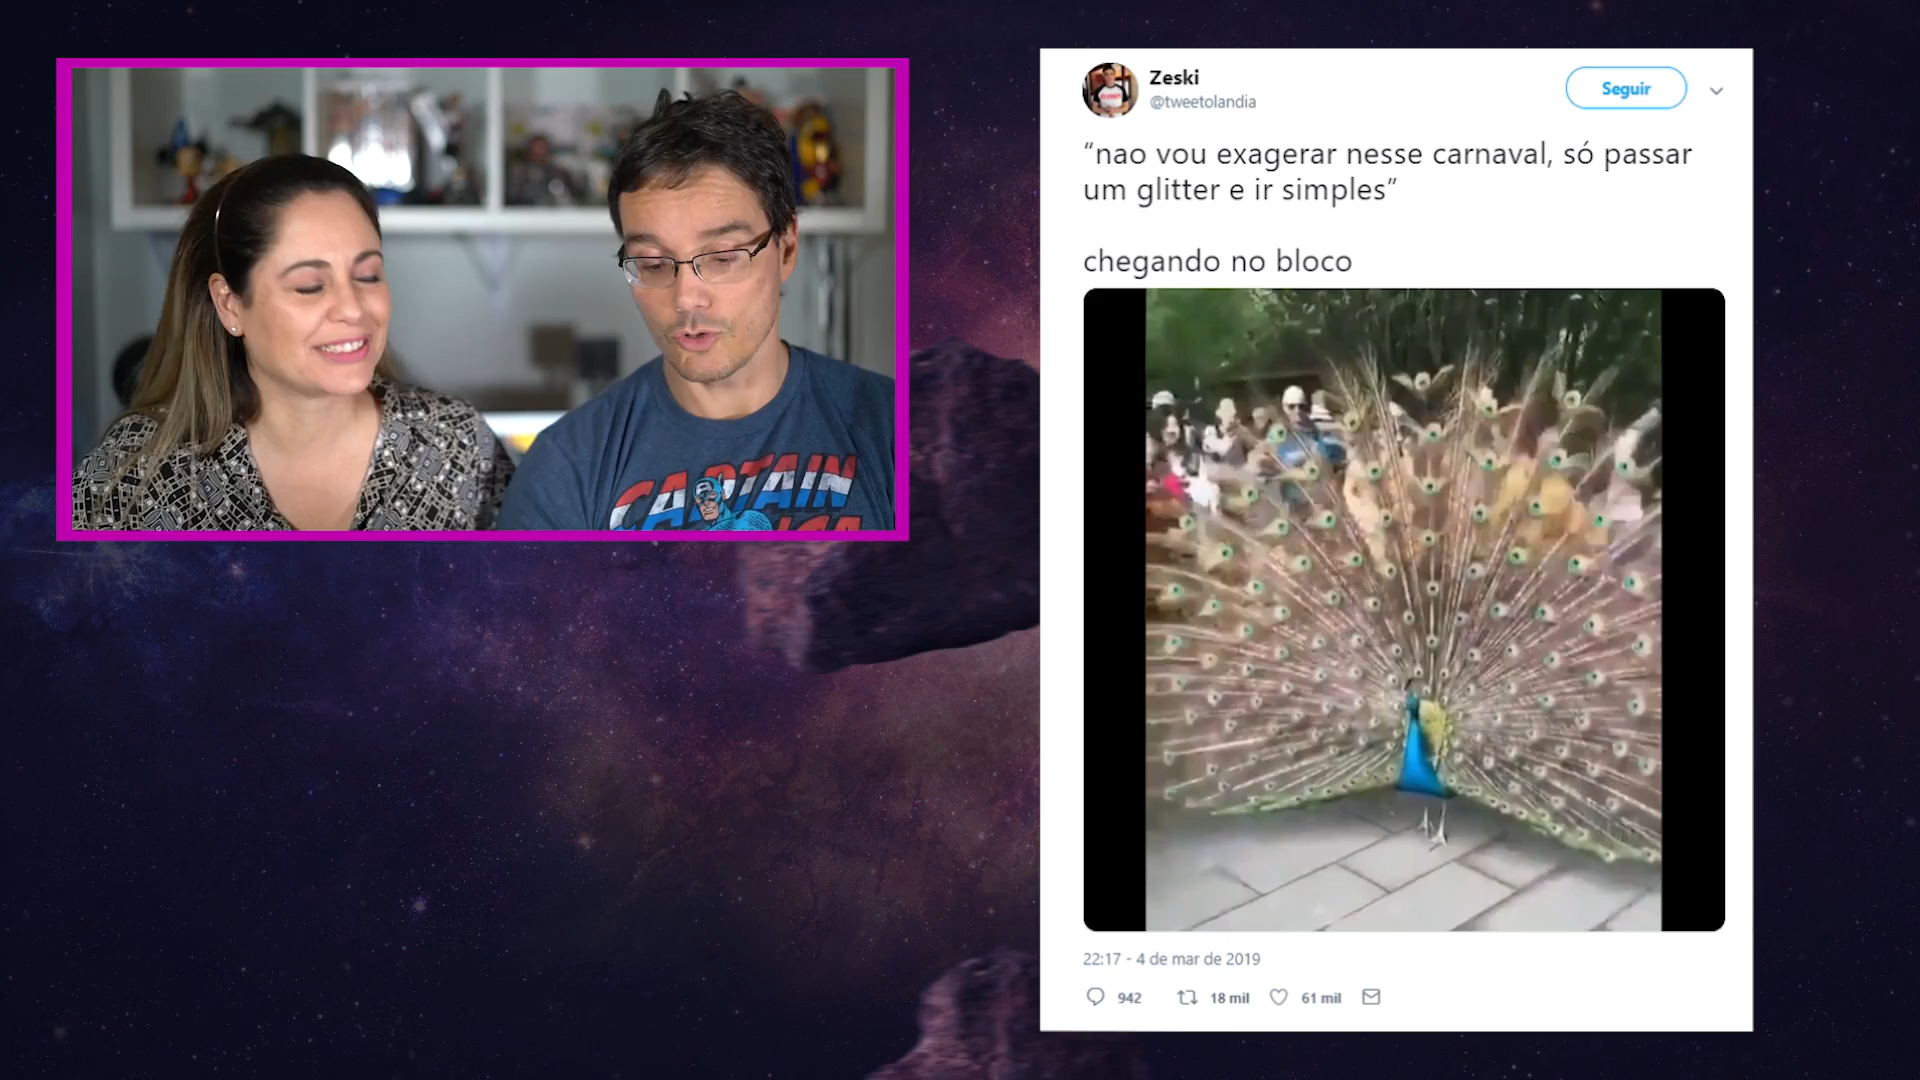 Zeski
@tweetolandia
Seguir
“nao vou exagerar nesse carnaval, só passar
um glitter e ir simples”
chegando no bloco
CAPTAIN
22:17 - 4 de mar de 2019
942
18 mil
61 mil